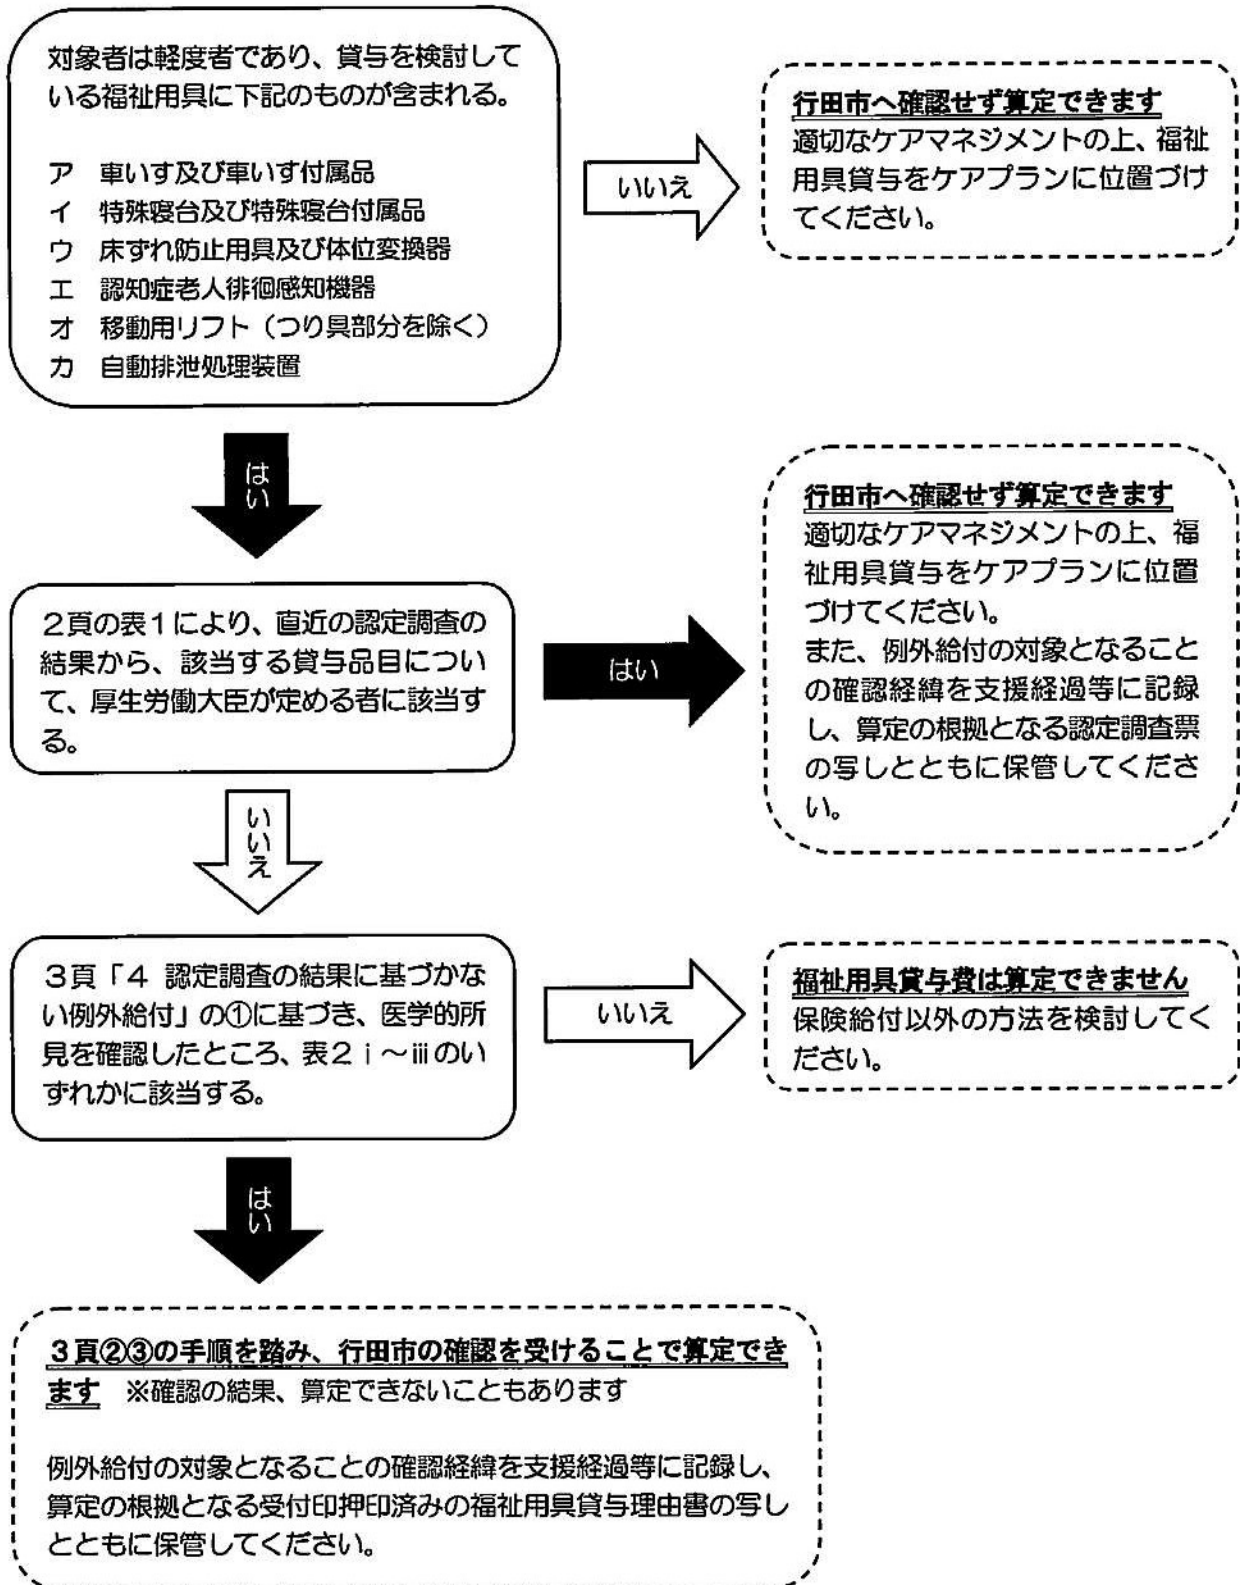 対象者は軽度者であり、貸与を検討して
いる福祉用具に下記のものが含まれる。
ア 車いす及び車いす付属品
イ 特殊寝台及び特殊寝台付属品
ウ 床ずれ防止用具及び体位変換器
エ 認知症老人徘徊感知機器
オ 移動用リフト（つり具部分を除く）
カ 自動排泄処理装置
いいえ
行田市へ確認せず算定できます
適切なケアマネジメントの上、福祉
用具貸与をケアプランに位置づけ
てください。
はい
2頁の表1により、直近の認定調査の
結果から、該当する貸与品目につい
て、厚生労働大臣が定める者に該当す
る。
はい
行田市へ確認せず算定できます
適切なケアマネジメントの上、福
祉用具貸与をケアプランに位置
づけてください。
また、例外給付の対象となること
の確認経緯を支援経過等に記録
し、算定の根拠となる認定調査票
の写しとともに保管してくださ
い。
いいえ
3頁「4 認定調査の結果に基づかな
い例外給付」の①に基づき、医学的所
見を確認したところ、表2ⅰ～ⅲのい
ずれかに該当する。
いいえ
福祉用具貸与費は算定できません
保険給付以外の方法を検討してく
ださい。
はい
3頁②③の手順を踏み、行田市の確認を受けることで算定でき
ます ※確認の結果、算定できないこともあります
例外給付の対象となることの確認経緯を支援経過等に記録し、
算定の根拠となる受付印押印済みの福祉用具貸与理由書の写し
とともに保管してください。